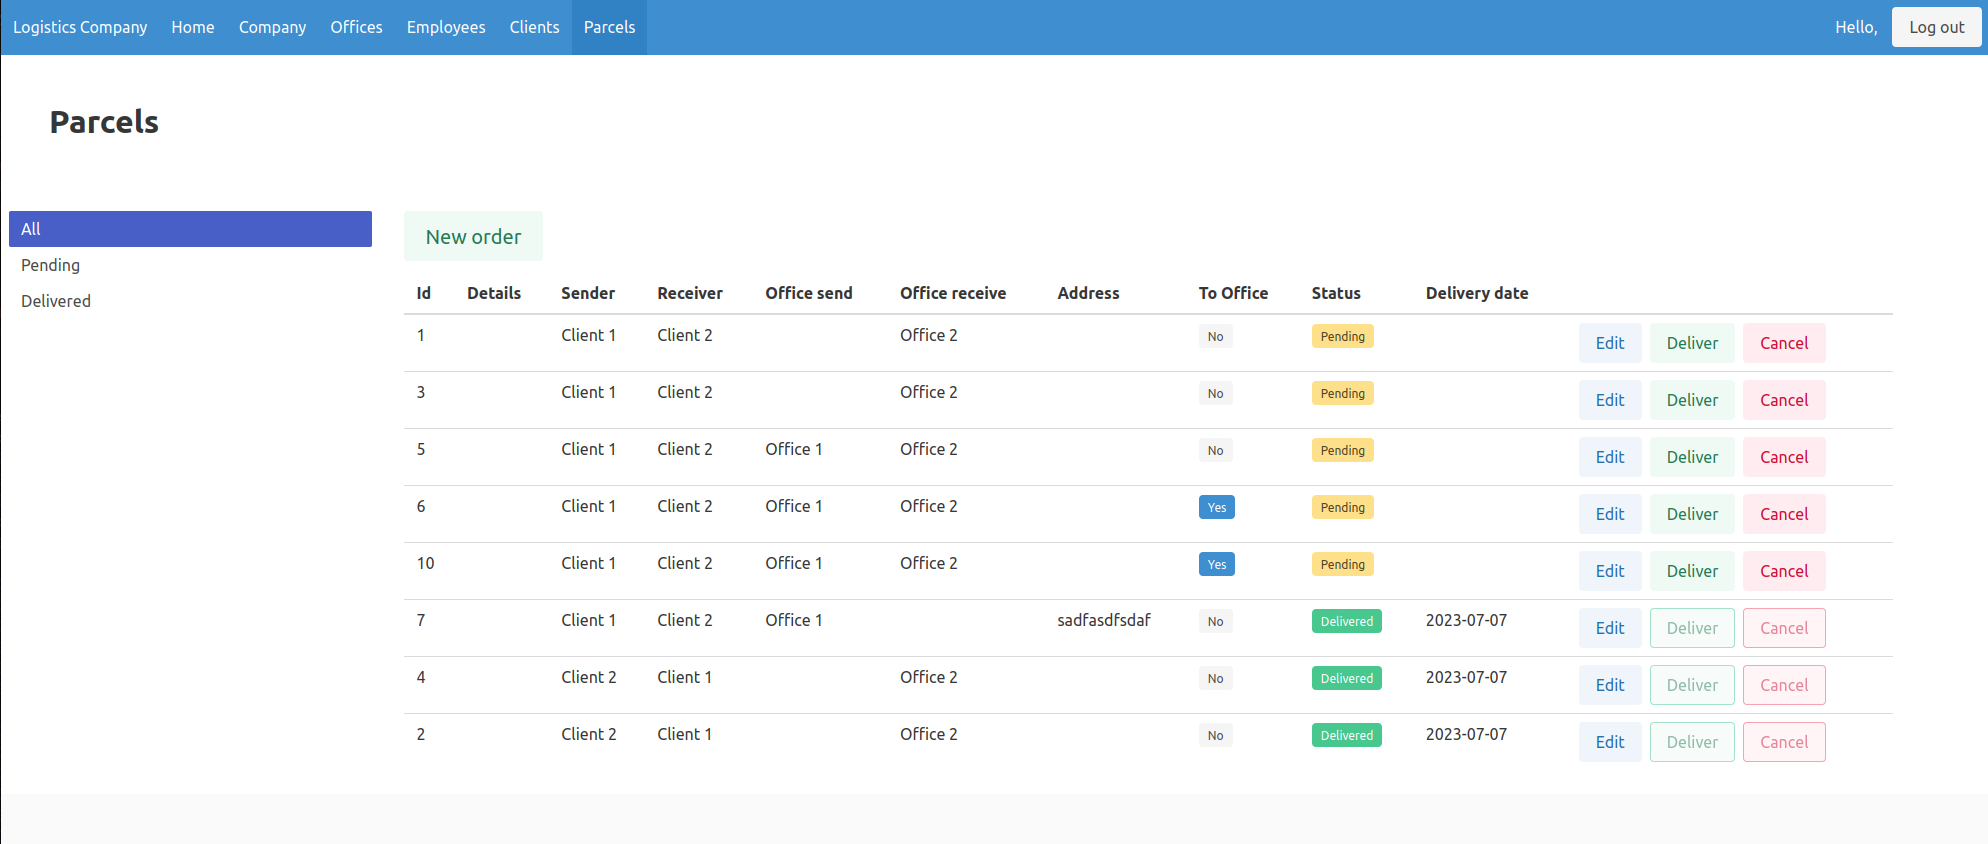 Logistics Company Home Company Offices Employees Clients Parcels Hello, Log out
Parcels
All
Pending
Delivered
New order
Id Details Sender Receiver Office send Office receive Address To Office Status Delivery date
1 Client 1 Client 2 Office 2 No Pending Edit Deliver Cancel
3 Client 1 Client 2 Office 2 No Pending Edit Deliver Cancel
5 Client 1 Client 2 Office 1 Office 2 No Pending Edit Deliver Cancel
6 Client 1 Client 2 Office 1 Office 2 Yes Pending Edit Deliver Cancel
10 Client 1 Client 2 Office 1 Office 2 Yes Pending Edit Deliver Cancel
7 Client 1 Client 2 Office 1 sadfasdfsdaf No Delivered 2023-07-07 Edit Deliver Cancel
4 Client 2 Client 1 Office 2 No Delivered 2023-07-07 Edit Deliver Cancel
2 Client 2 Client 1 Office 2 No Delivered 2023-07-07 Edit Deliver Cancel